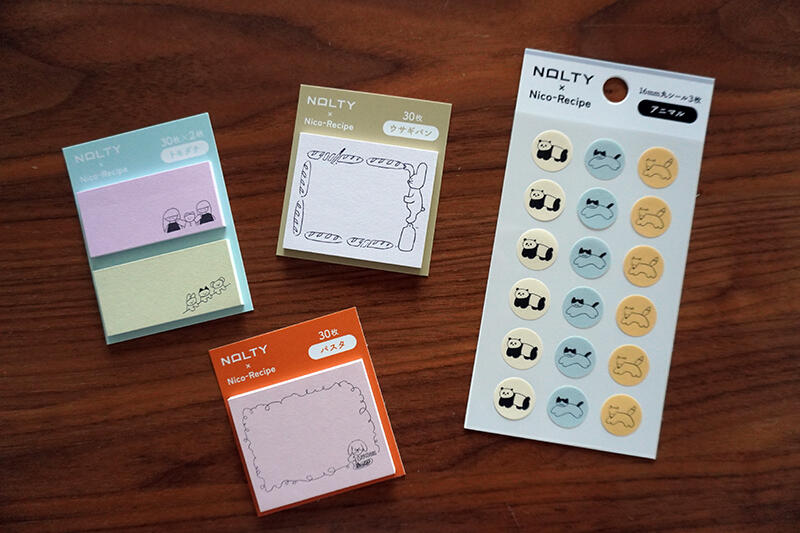 NOLTY
×
Nico-Recipe
30枚×2柄
トモダチ
NOLTY
×
Nico-Recipe
30枚
ウサギパン
NOLTY
×
Nico-Recipe
16mm丸シール3枚
アニマル
NOLTY
×
Nico-Recipe
30枚
パスタ